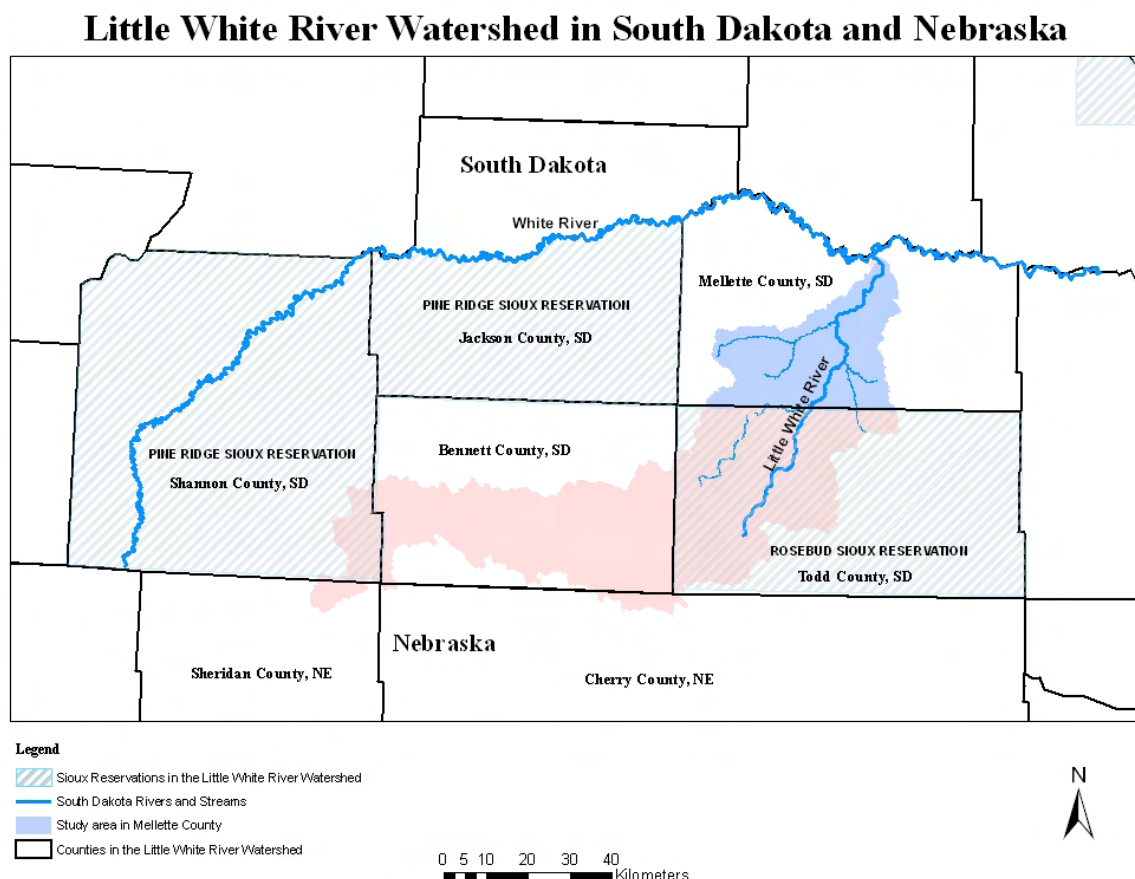 Little White River Watershed in South Dakota and Nebraska
South Dakota
White River
Mellette County, SD
PINE RIDGE SIOUX RESERVATION
Jackson County, SD
Little White River
Bennett County, SD
PINE RIDGE SIOUX RESERVATION
Shannon County, SD
ROSEBUD SIOUX RESERVATION
Todd County, SD
Nebraska
Sheridan County, NE
Cherry County, NE
Legend
Sioux Reservations in the Little White River Watershed
South Dakota Rivers and Streams
Study area in Mellette County
Counties in the Little White River Watershed
N
0 5 10 20 30 40
Kilometers